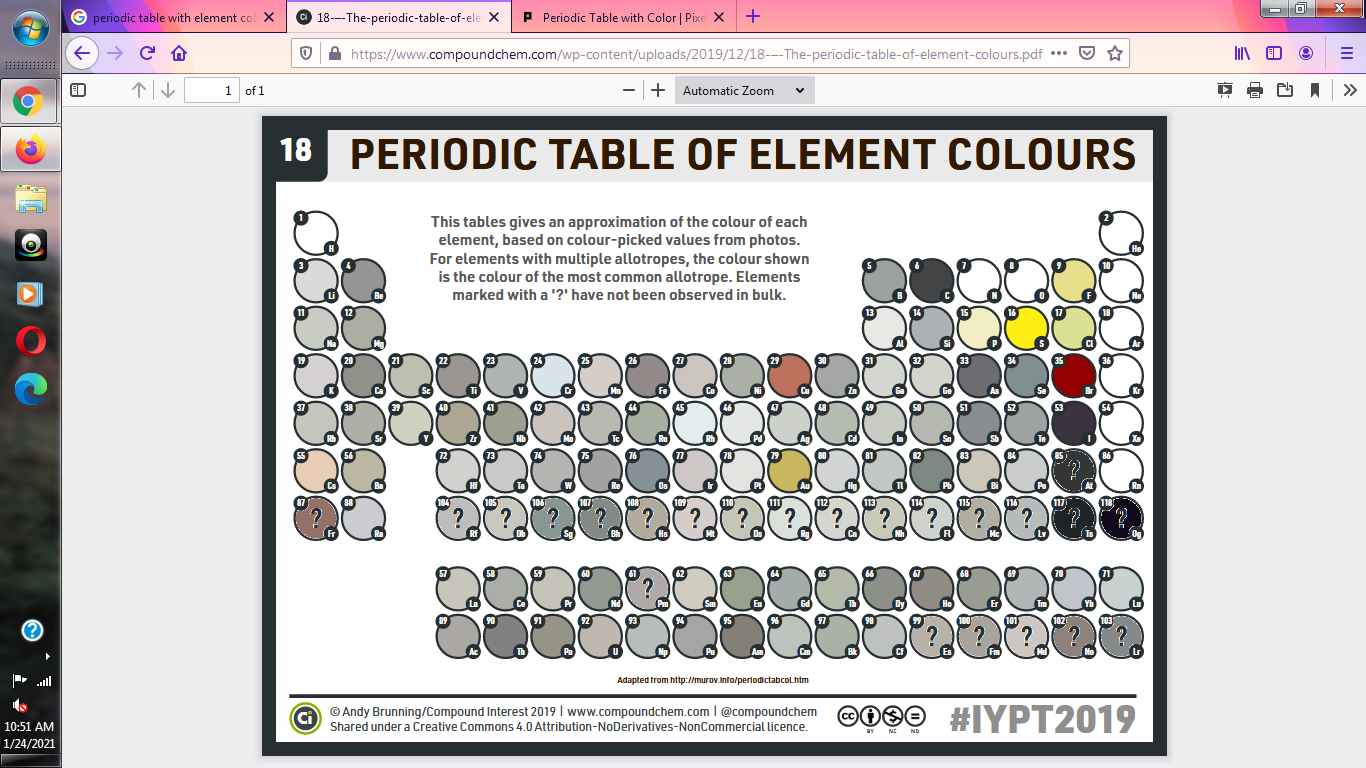 periodic table with element col
18----The-periodic-table-of-ele
Periodic Table with Color | Pixe
https://www.compoundchem.com/wp-content/uploads/2019/12/18----The-periodic-table-of-element-colours.pdf
1 of 1
Automatic Zoom
18 PERIODIC TABLE OF ELEMENT COLOURS
This tables gives an approximation of the colour of each
element, based on colour-picked values from photos.
For elements with multiple allotropes, the colour shown
is the colour of the most common allotrope. Elements
marked with a '?' have not been observed in bulk.
1 H 2 He
3 Li 4 Be 5 B 6 C 7 N 8 O 9 F 10 Ne
11 Na 12 Mg 13 Al 14 Si 15 P 16 S 17 Cl 18 Ar
19 K 20 Ca 21 Sc 22 Ti 23 V 24 Cr 25 Mn 26 Fe 27 Co 28 Ni 29 Cu 30 Zn 31 Ga 32 Ge 33 As 34 Se 35 Br 36 Kr
37 Rb 38 Sr 39 Y 40 Zr 41 Nb 42 Mo 43 Tc 44 Ru 45 Rh 46 Pd 47 Ag 48 Cd 49 In 50 Sn 51 Sb 52 Te 53 I 54 Xe
55 Cs 56 Ba 72 Hf 73 Ta 74 W 75 Re 76 Os 77 Ir 78 Pt 79 Au 80 Hg 81 Tl 82 Pb 83 Bi 84 Po 85 ? At 86 Rn
87 ? Fr 88 Ra 104 ? Rf 105 ? Db 106 ? Sg 107 ? Bh 108 ? Hs 109 ? Mt 110 ? Ds 111 ? Rg 112 ? Cn 113 ? Nh 114 ? Fl 115 ? Mc 116 ? Lv 117 ? Ts 118 ? Og
57 La 58 Ce 59 Pr 60 Nd 61 ? Pm 62 Sm 63 Eu 64 Gd 65 Tb 66 Dy 67 Ho 68 Er 69 Tm 70 Yb 71 Lu
89 Ac 90 Th 91 Pa 92 U 93 Np 94 Pu 95 Am 96 Cm 97 Bk 98 Cf 99 ? Es 100 ? Fm 101 ? Md 102 ? No 103 ? Lr
Adapted from http://murov.info/periodictabcol.htm
Ci © Andy Brunning/Compound Interest 2019 | www.compoundchem.com | @compoundchem
Shared under a Creative Commons 4.0 Attribution-NoDerivatives-NonCommercial licence.
CC BY NC ND
#IYPT2019
10:51 AM
1/24/2021